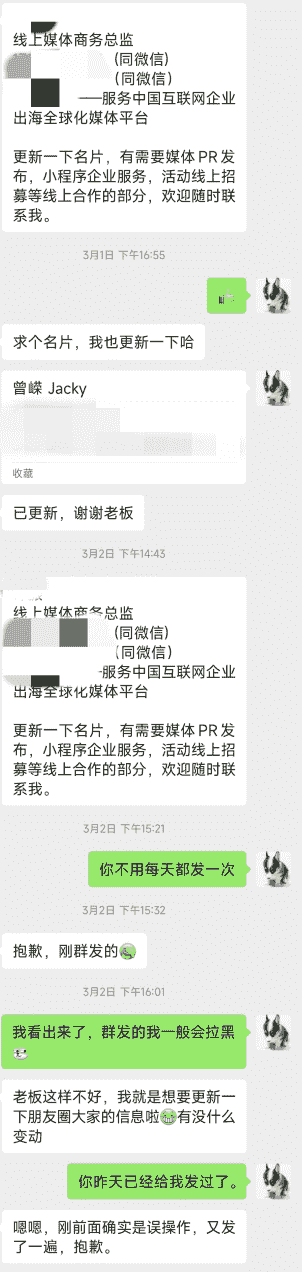 线上媒体商务总监
(同微信)
(同微信)
——服务中国互联网企业
出海全球化媒体平台
更新一下名片，有需要媒体PR发
布，小程序企业服务，活动线上招
募等线上合作的部分，欢迎随时联
系我。
3月1日 下午16:55
求个名片，我也更新一下哈
曾嵘 Jacky
收藏
已更新，谢谢老板
3月2日 下午14:43
线上媒体商务总监
(同微信)
(同微信)
-服务中国互联网企业
出海全球化媒体平台
更新一下名片，有需要媒体PR发
布，小程序企业服务，活动线上招
募等线上合作的部分，欢迎随时联
系我。
3月2日 下午15:21
你不用每天都发一次
3月2日 下午15:32
抱歉，刚群发的
3月2日 下午16:01
我看出来了，群发的我一般会拉黑
老板这样不好，我就是想要更新一
下朋友圈大家的信息啦有没什么
变动
你昨天已经给我发过了。
嗯嗯，刚前面确实是误操作，又发
了一遍，抱歉。